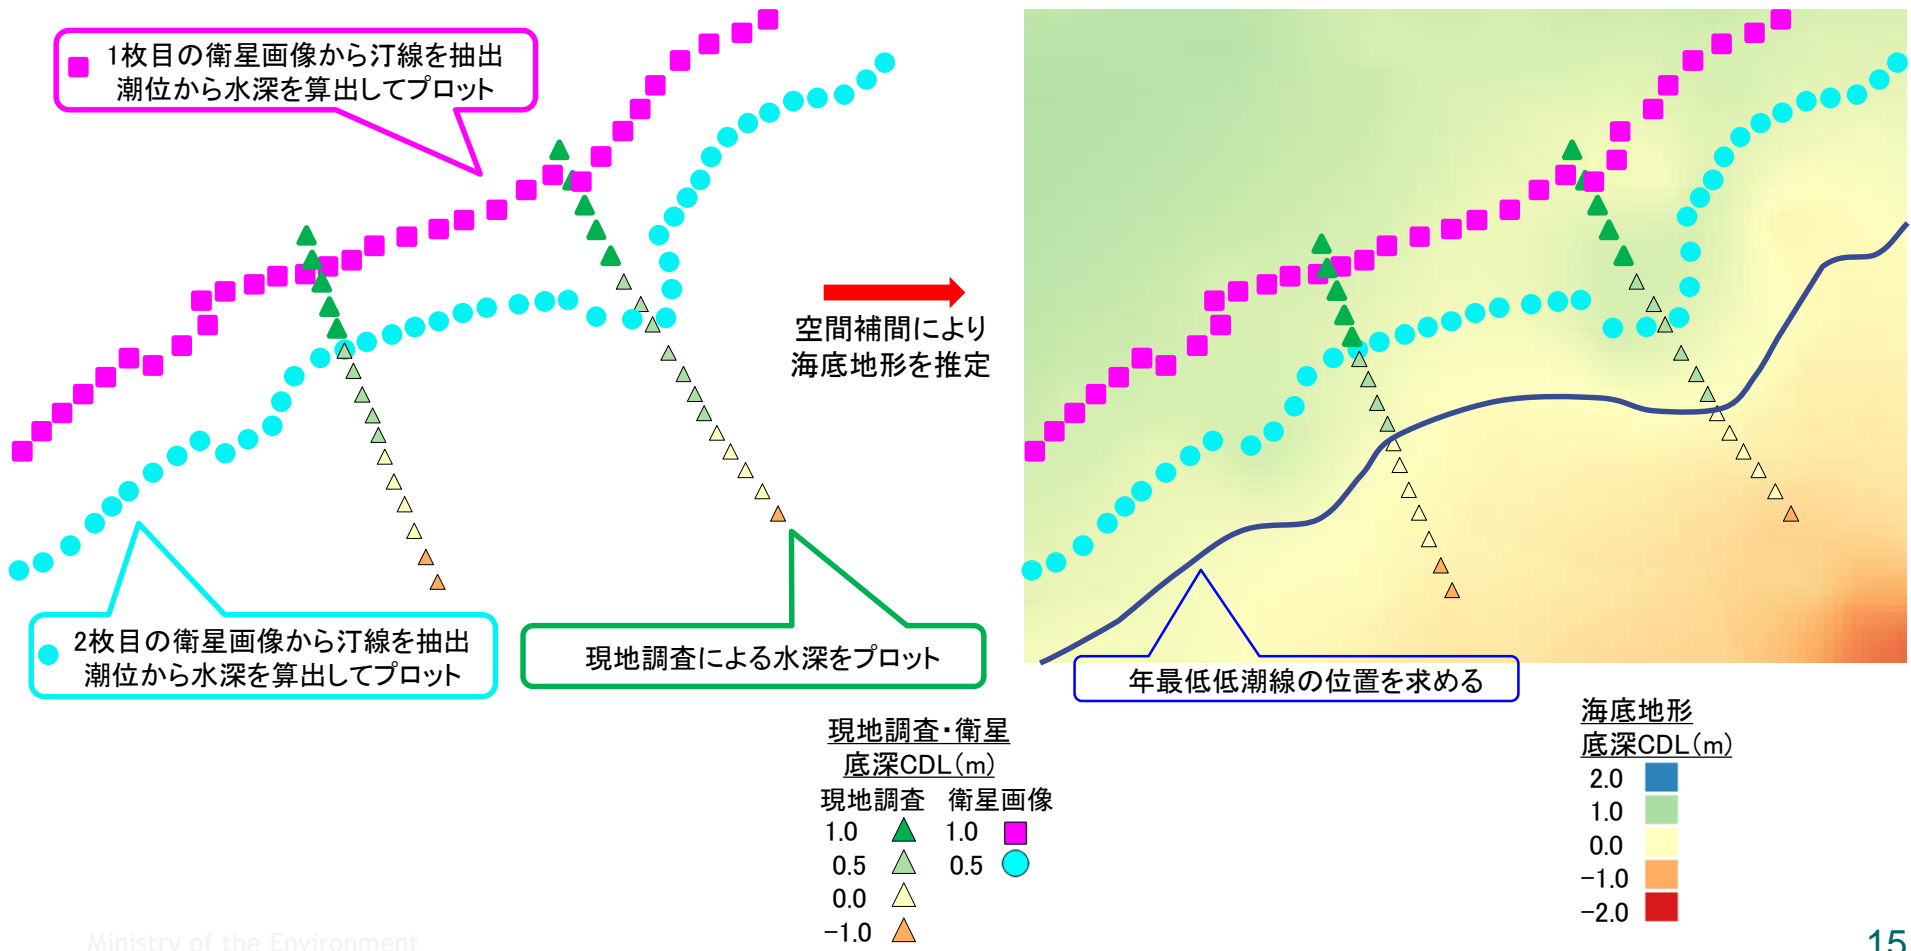 1枚目の衛星画像から汀線を抽出
潮位から水深を算出してプロット
空間補間により
海底地形を推定
2枚目の衛星画像から汀線を抽出
潮位から水深を算出してプロット
現地調査による水深をプロット
年最低低潮線の位置を求める
現地調査・衛星
底深CDL(m)
現地調査 衛星画像
1.0 1.0
0.5 0.5
0.0
-1.0
海底地形
底深CDL(m)
2.0
1.0
0.0
-1.0
-2.0
Ministry of the Environment
15